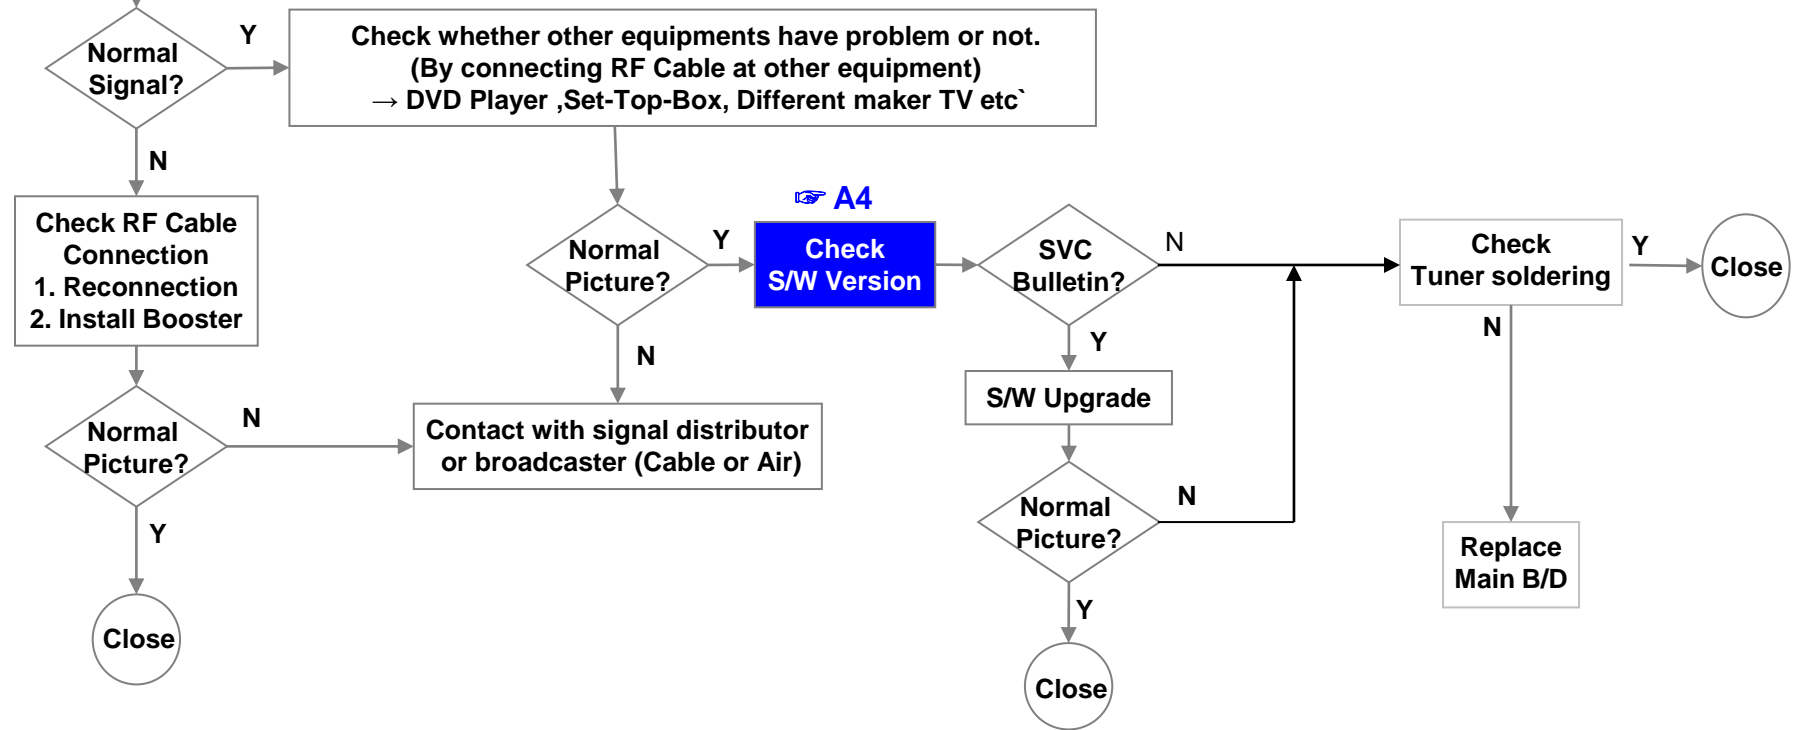 Normal
Signal?
Y
Check whether other equipments have problem or not.
(By connecting RF Cable at other equipment)
→ DVD Player ,Set-Top-Box, Different maker TV etc`
N
Check RF Cable
Connection
1. Reconnection
2. Install Booster
Normal
Picture?
N
Y
Close
Normal
Picture?
Y
N
Contact with signal distributor
or broadcaster (Cable or Air)
☞ A4
Check
S/W Version
SVC
Bulletin?
N
Y
S/W Upgrade
Normal
Picture?
N
Y
Close
Check
Tuner soldering
Y
Close
N
Replace
Main B/D